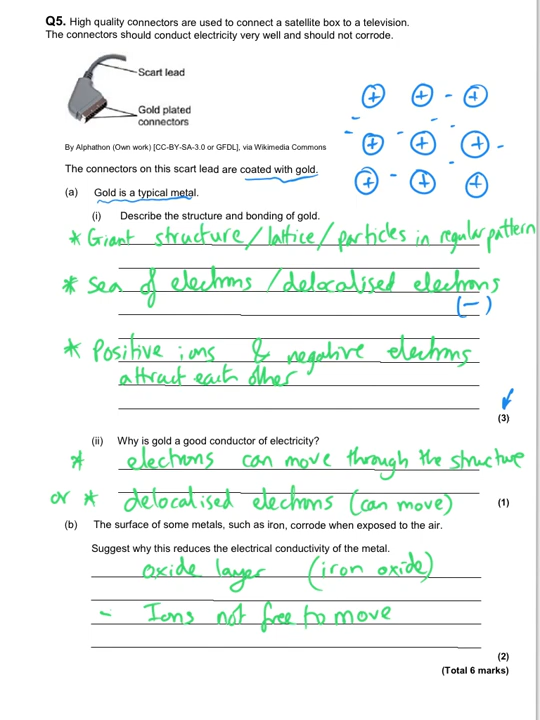 Q5. High quality connectors are used to connect a satellite box to a television.
The connectors should conduct electricity very well and should not corrode.
Scart lead
Gold plated
connectors
By Alphathon (Own work) [CC-BY-SA-3.0 or GFDL], via Wikimedia Commons
The connectors on this scart lead are coated with gold.
(a) Gold is a typical metal.
(i) Describe the structure and bonding of gold.
* Giant structure / lattice / particles in regular pattern
* Sea of electrons / delocalised electrons
(-)
* Positive ions & negative electrons
attract each other
(3)
(ii) Why is gold a good conductor of electricity?
* electrons can move through the structure
or * delocalised electrons (can move) (1)
(b) The surface of some metals, such as iron, corrode when exposed to the air.
Suggest why this reduces the electrical conductivity of the metal.
oxide layer (iron oxide)
- Ions not free to move
(2)
(Total 6 marks)